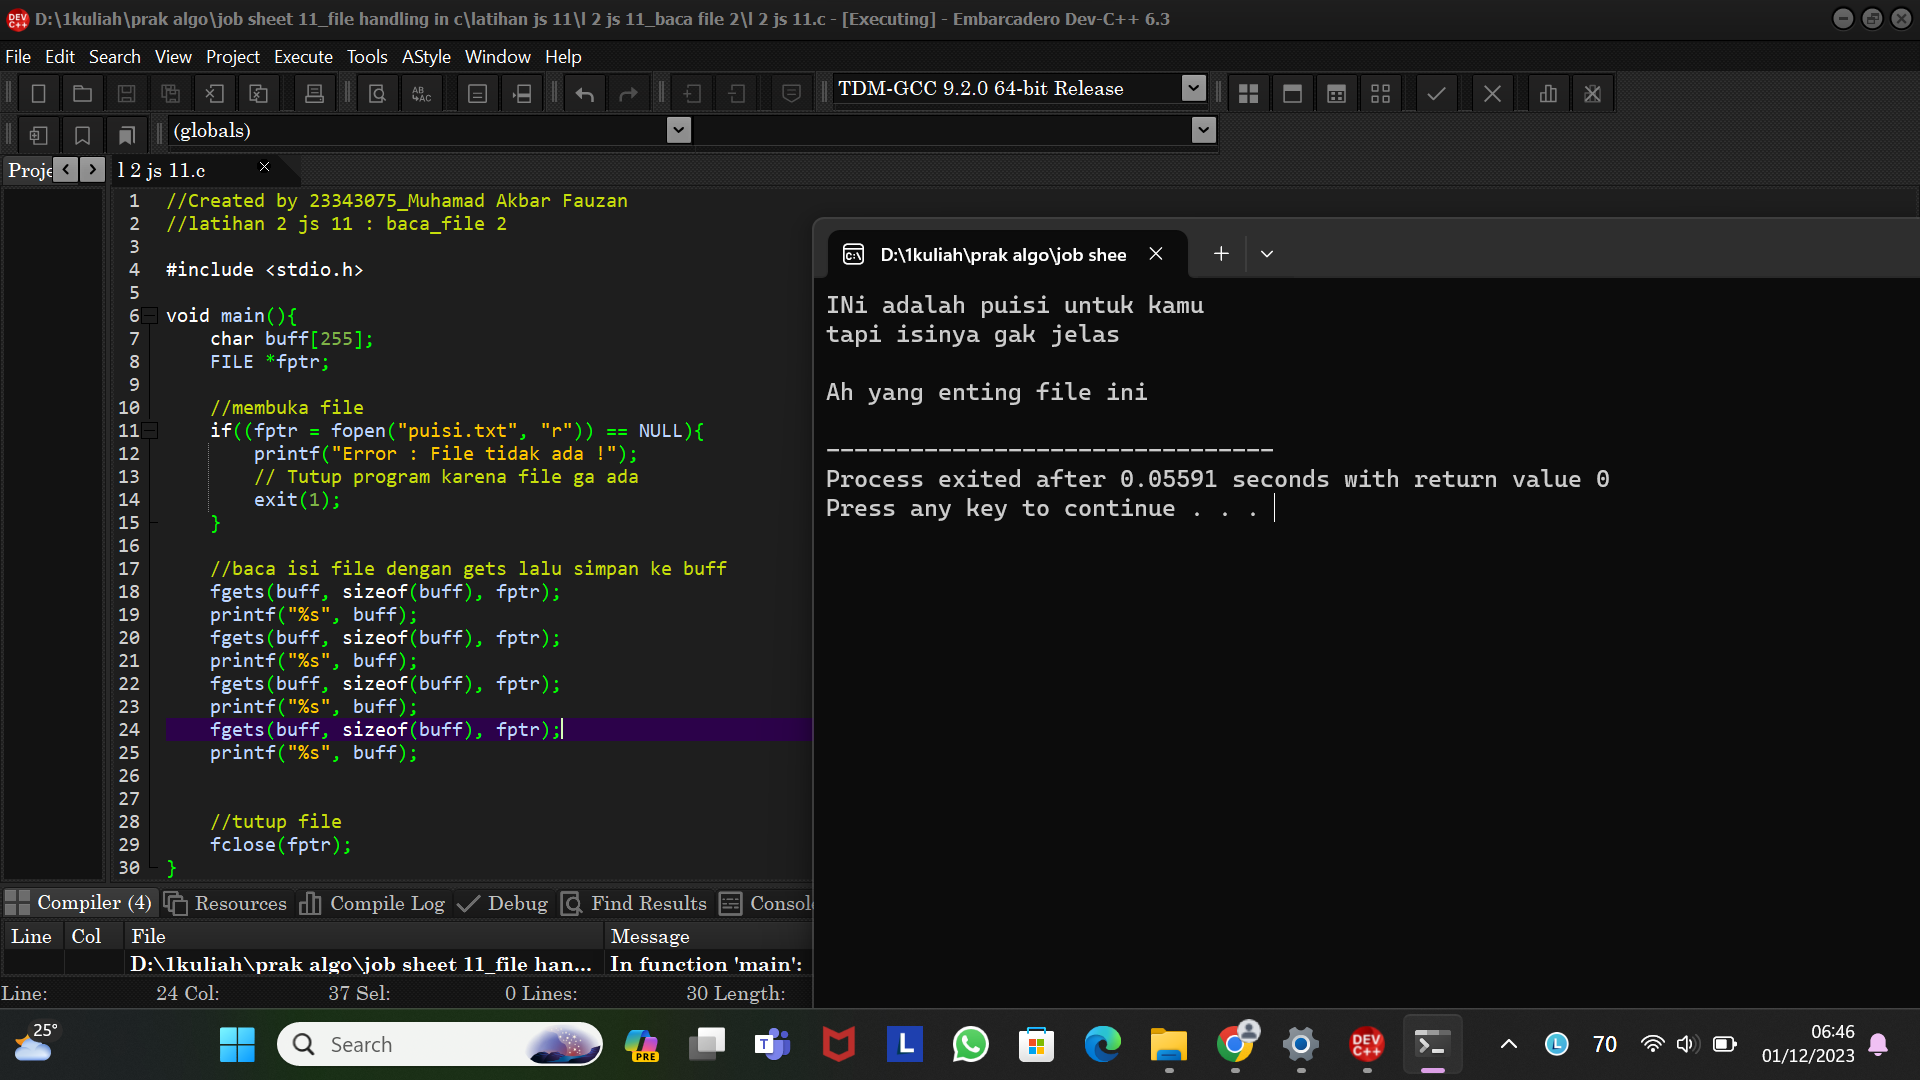 D:\1kuliah\prak algo\job sheet 11_file handling in c\latihan js 11\l 2 js 11_baca file 2\l 2 js 11.c - [Executing] - Embarcadero Dev-C++ 6.3
File Edit Search View Project Execute Tools AStyle Window Help
TDM-GCC 9.2.0 64-bit Release
(globals)
Proje
l 2 js 11.c
1 //Created by 23343075_Muhamad Akbar Fauzan
2 //latihan 2 js 11 : baca_file 2
3
4 #include <stdio.h>
5
6 void main(){
7 char buff[255];
8 FILE *fptr;
9
10 //membuka file
11 if((fptr = fopen("puisi.txt", "r")) == NULL){
12 printf("Error : File tidak ada !");
13 // Tutup program karena file ga ada
14 exit(1);
15 }
16
17 //baca isi file dengan gets lalu simpan ke buff
18 fgets(buff, sizeof(buff), fptr);
19 printf("%s", buff);
20 fgets(buff, sizeof(buff), fptr);
21 printf("%s", buff);
22 fgets(buff, sizeof(buff), fptr);
23 printf("%s", buff);
24 fgets(buff, sizeof(buff), fptr);
25 printf("%s", buff);
26
27
28 //tutup file
29 fclose(fptr);
30 }
D:\1kuliah\prak algo\job shee
INi adalah puisi untuk kamu
tapi isinya gak jelas
Ah yang enting file ini
--------------------------------
Process exited after 0.05591 seconds with return value 0
Press any key to continue . . .
Compiler (4) Resources Compile Log Debug Find Results Consol
Line Col File Message
D:\1kuliah\prak algo\job sheet 11_file han... In function 'main':
Line: 24 Col: 37 Sel: 0 Lines: 30 Length:
25°
Search
PRE
T
L
DEV C++
L
70
06:46
01/12/2023